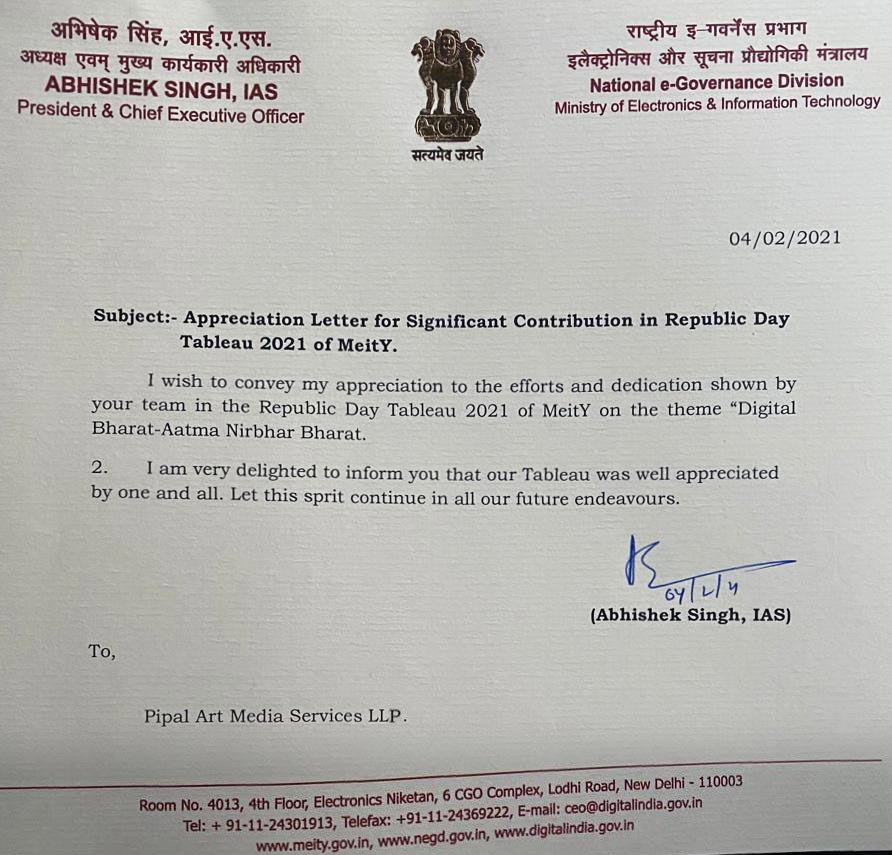 अभिषेक सिंह, आई.ए.एस.
अध्यक्ष एवम् मुख्य कार्यकारी अधिकारी
ABHISHEK SINGH, IAS
President & Chief Executive Officer
सत्यमेव जयते
राष्ट्रीय इ-गवर्नेंस प्रभाग
इलैक्ट्रोनिक्स और सूचना प्रौद्योगिकी मंत्रालय
National e-Governance Division
Ministry of Electronics & Information Technology
04/02/2021
Subject:- Appreciation Letter for Significant Contribution in Republic Day
Tableau 2021 of MeitY.
I wish to convey my appreciation to the efforts and dedication shown by
your team in the Republic Day Tableau 2021 of MeitY on the theme “Digital
Bharat-Aatma Nirbhar Bharat.
2. I am very delighted to inform you that our Tableau was well appreciated
by one and all. Let this sprit continue in all our future endeavours.
(Abhishek Singh, IAS)
To,
Pipal Art Media Services LLP.
Room No. 4013, 4th Floor, Electronics Niketan, 6 CGO Complex, Lodhi Road, New Delhi - 110003
Tel: + 91-11-24301913, Telefax: +91-11-24369222, E-mail: ceo@digitalindia.gov.in
www.meity.gov.in, www.negd.gov.in, www.digitalindia.gov.in